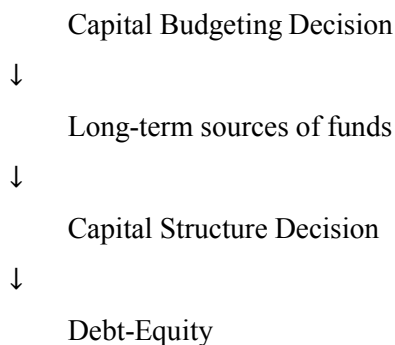 Capital Budgeting Decision
↓
Long-term sources of funds
↓
Capital Structure Decision
↓
Debt-Equity